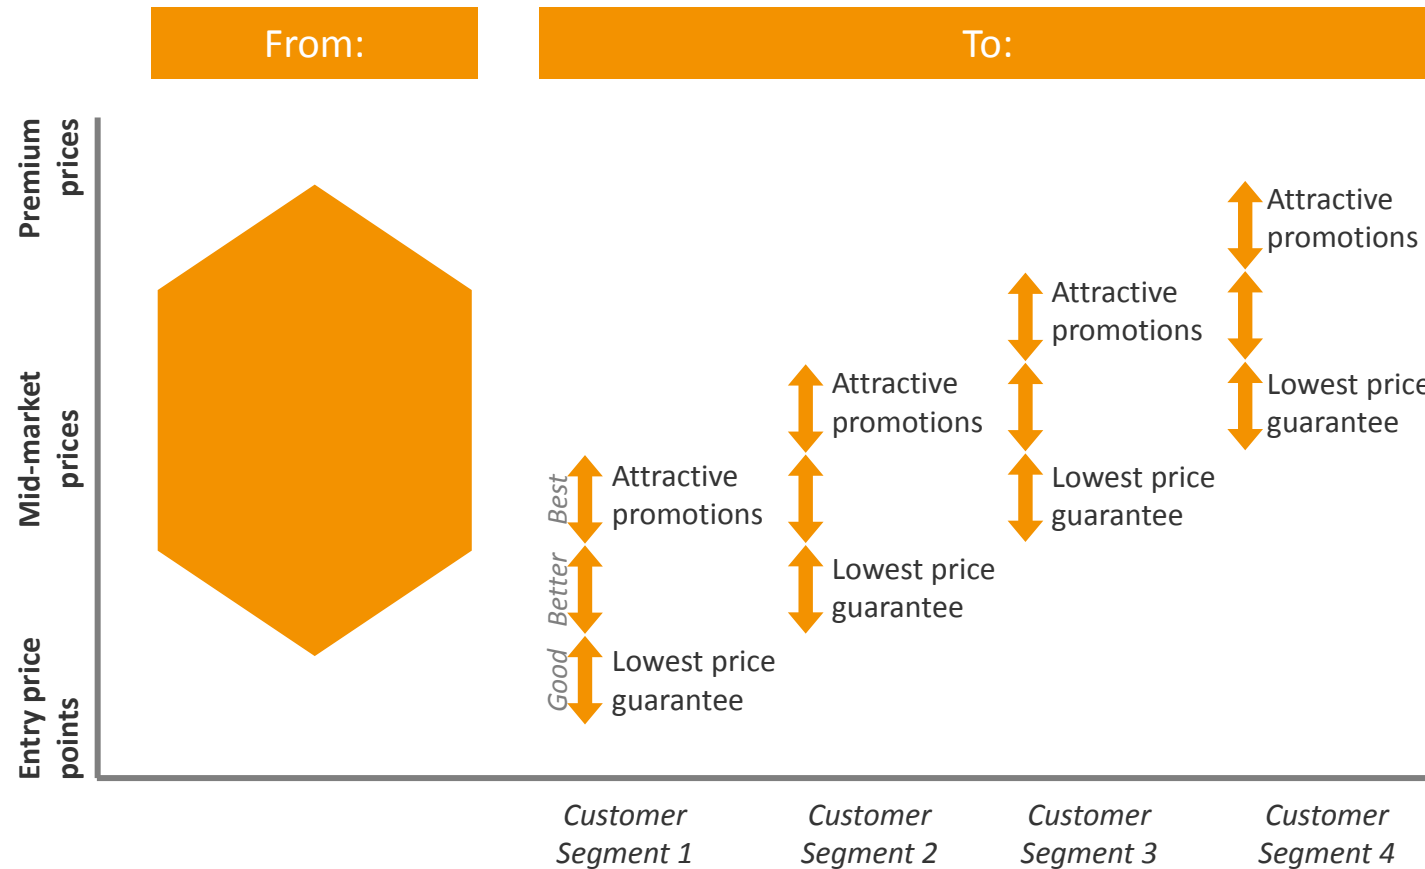 From:
To:
Premium
prices
Mid-market
prices
Entry price
points
Attractive
promotions
Lowest price
guarantee
Attractive
promotions
Lowest price
guarantee
Attractive
promotions
Lowest price
guarantee
Best
Better
Good
Attractive
promotions
Lowest price
guarantee
Customer
Segment 1
Customer
Segment 2
Customer
Segment 3
Customer
Segment 4